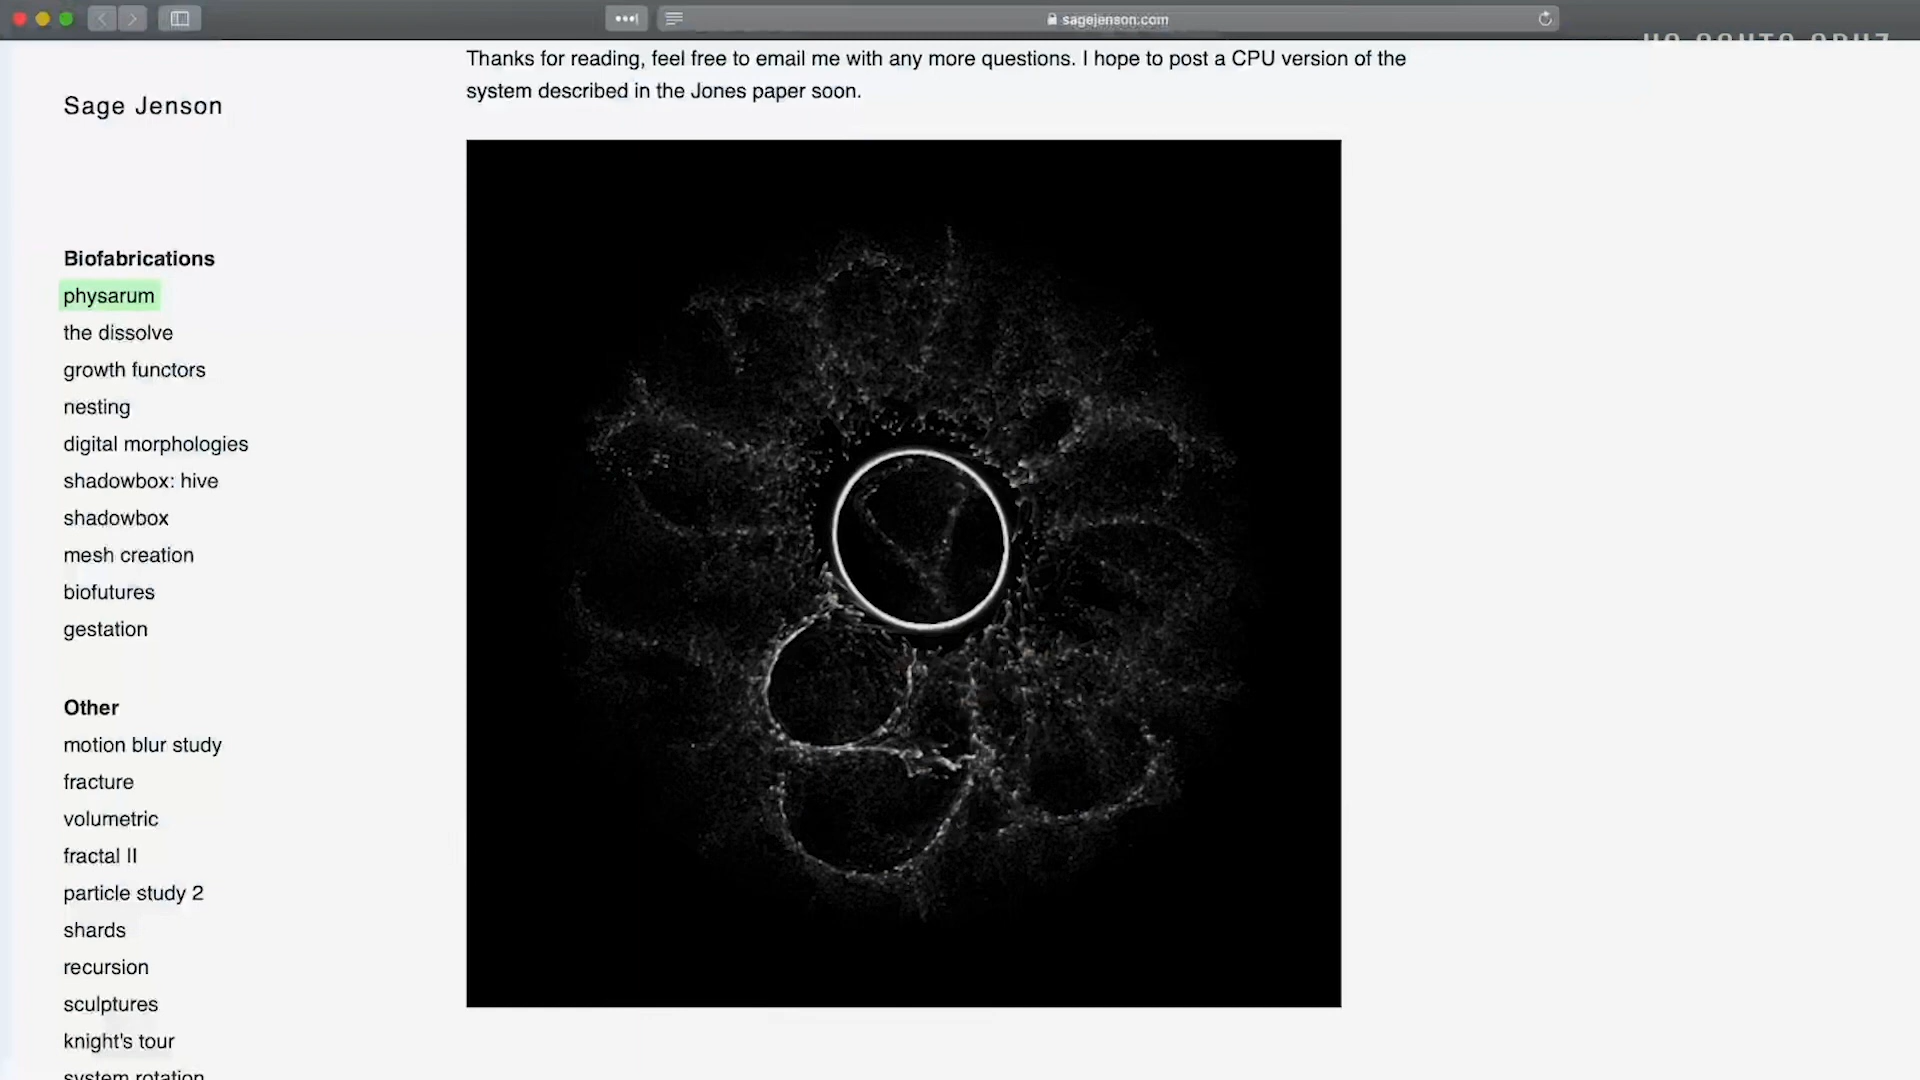 sagejenson.com
Thanks for reading, feel free to email me with any more questions. I hope to post a CPU version of the
system described in the Jones paper soon.
Sage Jenson
Biofabrications
physarum
the dissolve
growth functors
nesting
digital morphologies
shadowbox: hive
shadowbox
mesh creation
biofutures
gestation
Other
motion blur study
fracture
volumetric
fractal II
particle study 2
shards
recursion
sculptures
knight's tour
system rotation